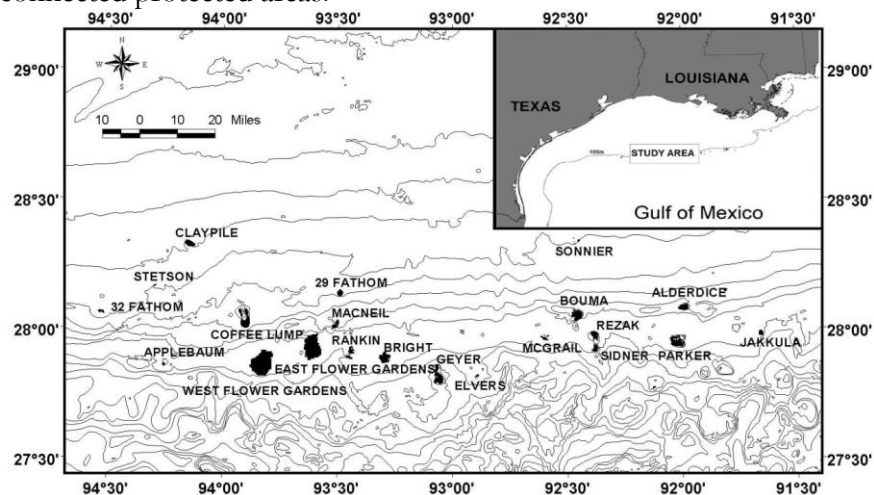 connected protected areas.
94°30' 94°00' 93°30' 93°00' 92°30' 92°00' 91°30'
N
W E
S
29°00' 29°00'
10 0 10 20 Miles
LOUISIANA
TEXAS
100m
STUDY AREA
Gulf of Mexico
28°30' 28°30'
CLAYPILE
SONNIER
STETSON
29 FATHOM
ALDERDICE
BOUMA
32 FATHOM
MACNEIL
REZAK
28°00' 28°00'
COFFEE LUMP
RANKIN
BRIGHT
MCGRAIL
JAKKULA
APPLEBAUM
GEYER
SIDNER
PARKER
EAST FLOWER GARDENS
ELVERS
WEST FLOWER GARDENS
27°30' 27°30'
94°30' 94°00' 93°30' 93°00' 92°30' 92°00' 91°30'